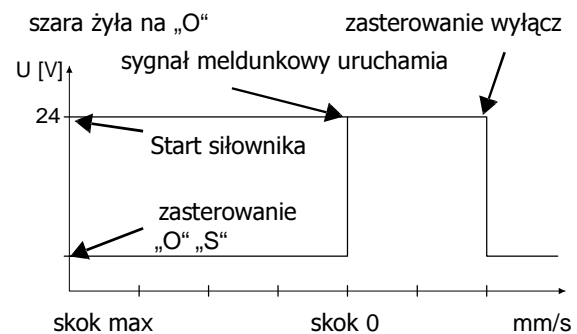 szara żyła na „O“
zasterowanie wyłącz
U [V]
sygnał meldunkowy uruchamia
24
Start siłownika
zasterowanie
„O“ „S“
skok max
skok 0
mm/s